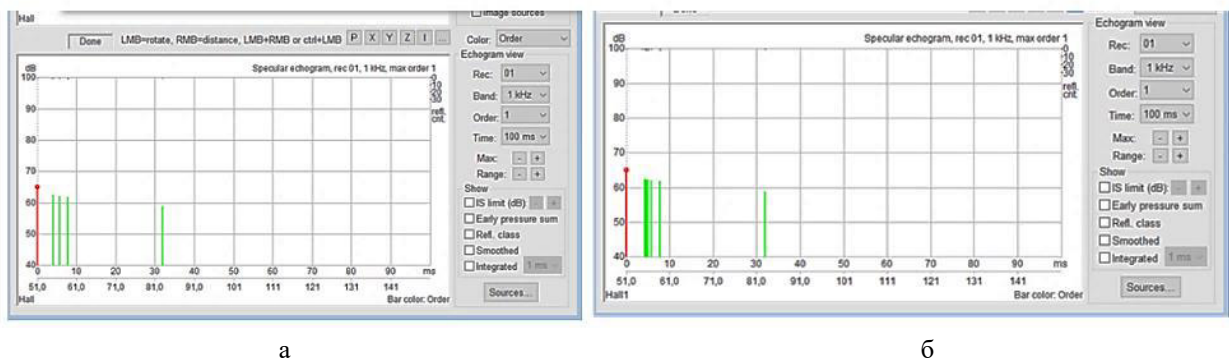 Hall
Image sources
Done LMB=rotate, RMB=distance, LMB+RMB or ctrl+LMB P X Y Z I ...
Color: Order
Echogram view
Rec: 01
Band: 1 kHz
Order: 1
Time: 100 ms
Max: - +
Range: - +
Show
IS limit (dB): - +
Early pressure sum
Refl. class
Smoothed
Integrated 1 ms
Sources...
dB
Specular echogram, rec 01, 1 kHz, max order 1
100
90
80
70
60
50
40
0
-10
-20
-30
refl.
crit.
0 10 20 30 40 50 60 70 80 90 ms
51,0 61,0 71,0 81,0 91,0 101 111 121 131 141
Hall Bar color: Order
Echogram view
Rec: 01
Band: 1 kHz
Order: 1
Time: 100 ms
Max: - +
Range: - +
Show
IS limit (dB): - +
Early pressure sum
Refl. class
Smoothed
Integrated 1 ms
Sources...
dB
Specular echogram, rec 01, 1 kHz, max order 1
100
90
80
70
60
50
40
0
-10
-20
-30
refl.
crit.
0 10 20 30 40 50 60 70 80 90 ms
51,0 61,0 71,0 81,0 91,0 101 111 121 131 141
Hall1 Bar color: Order
а
б